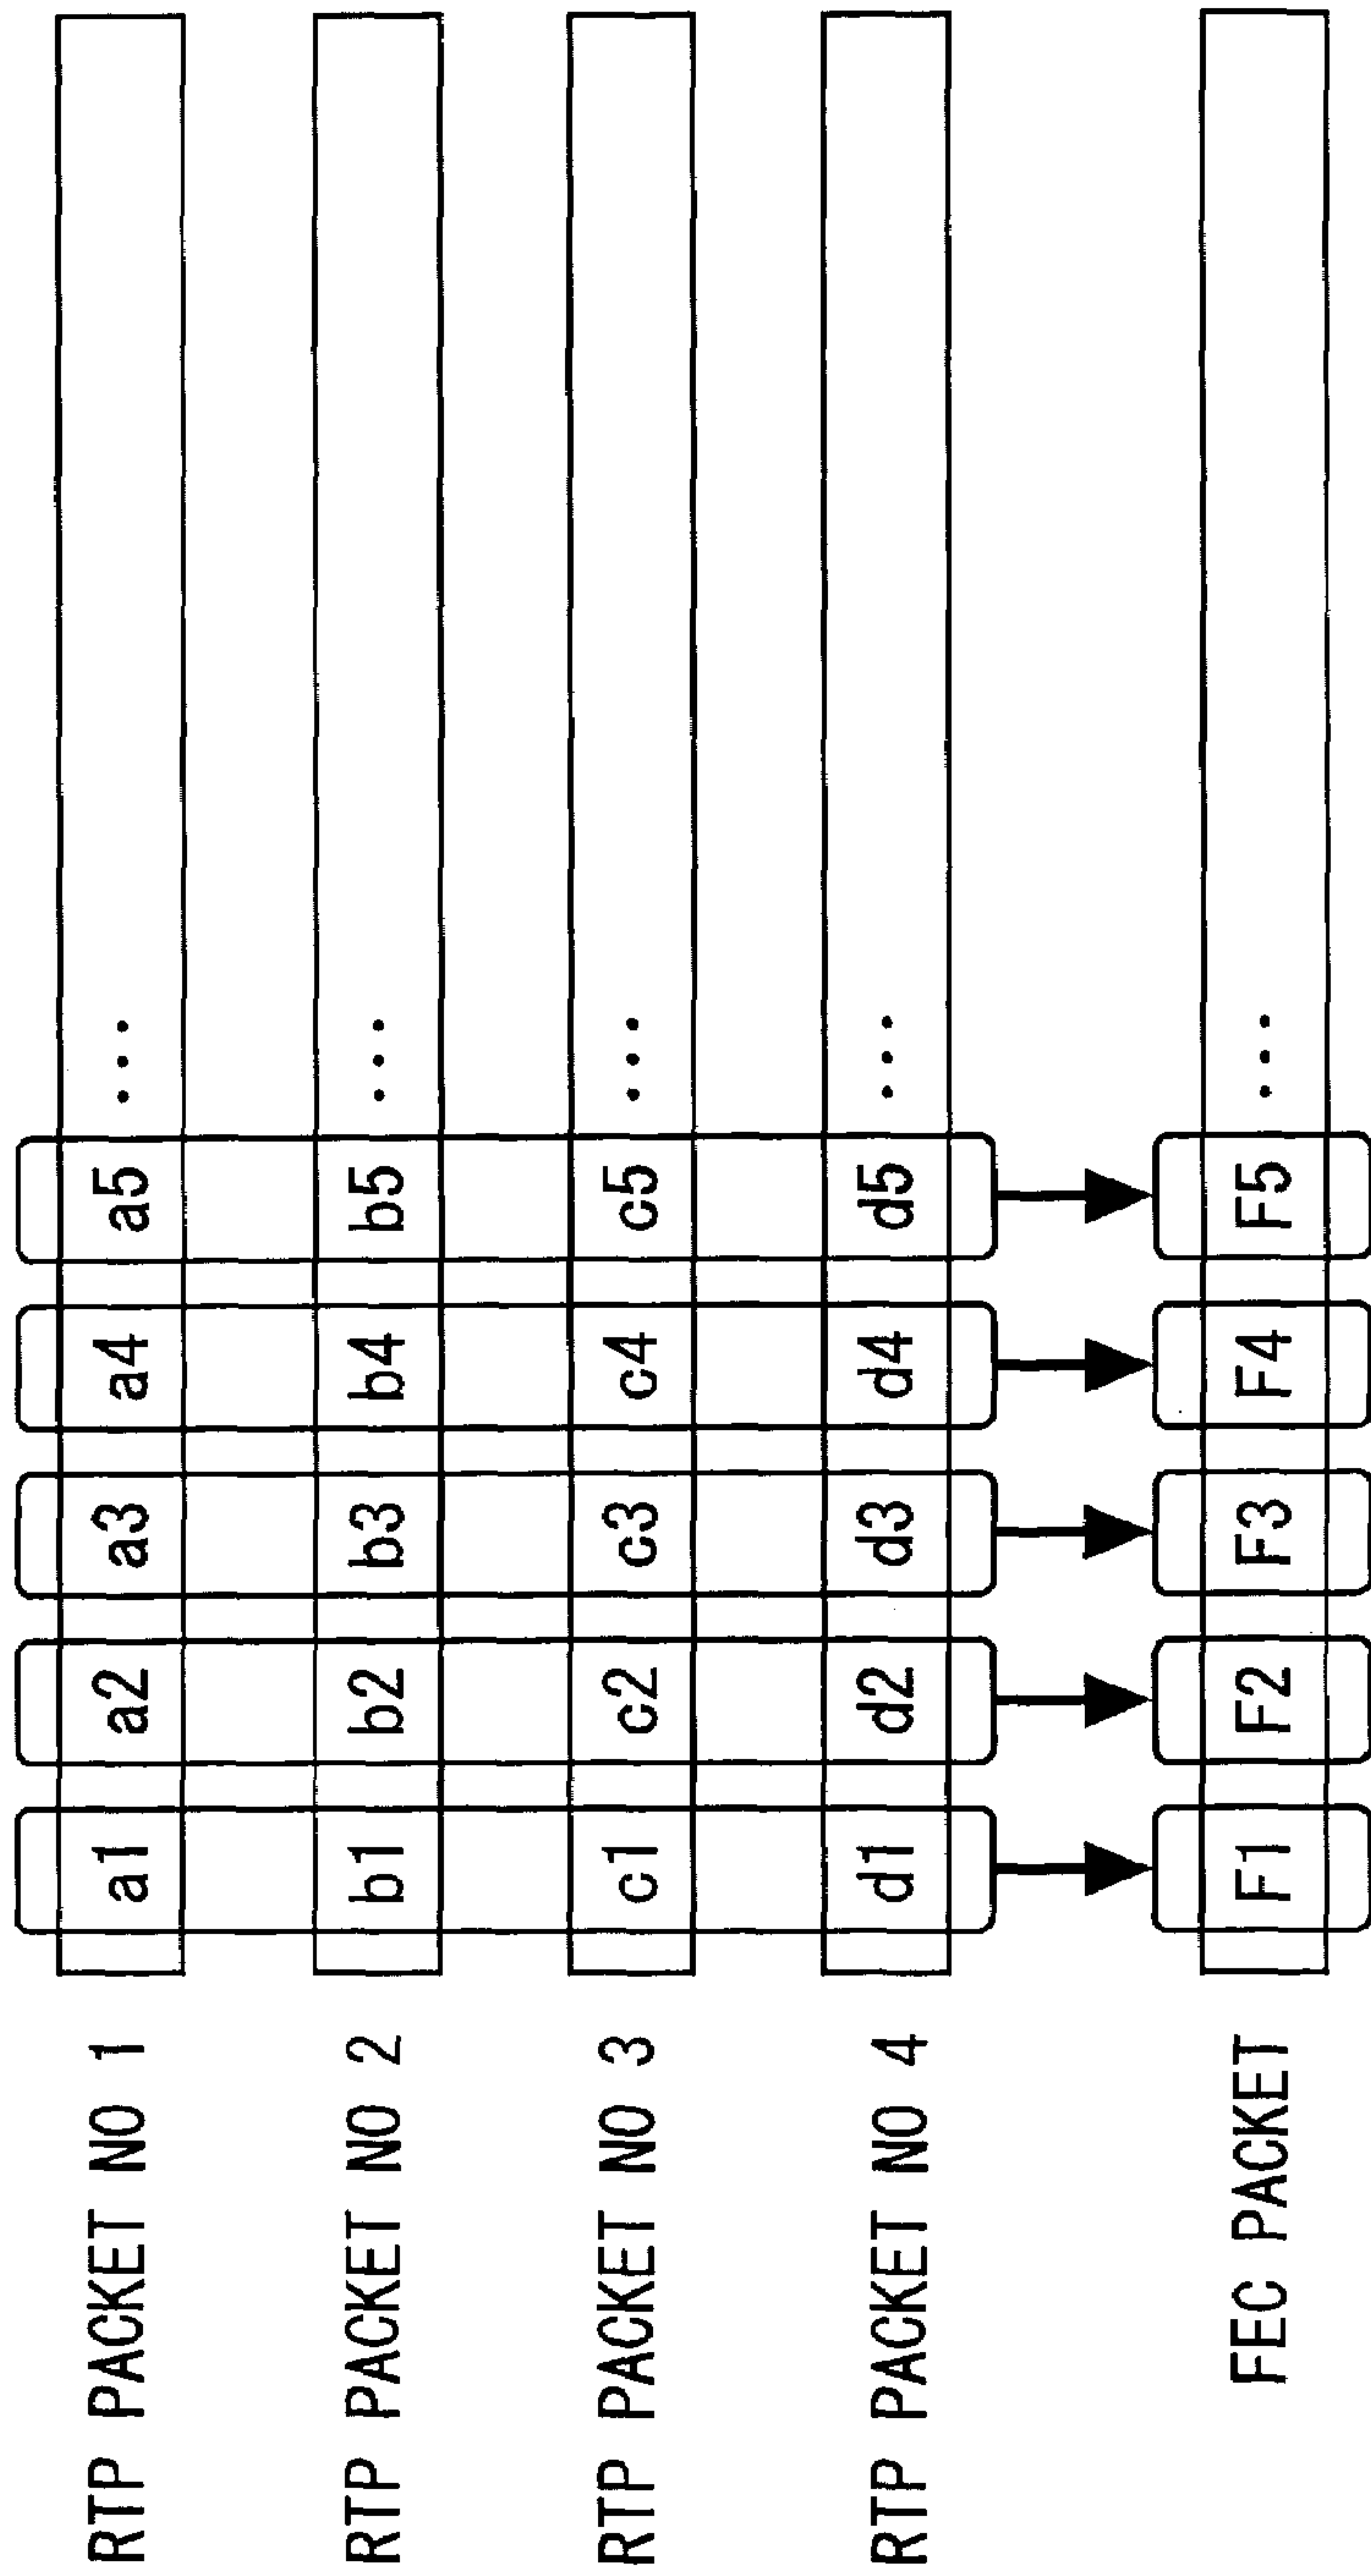 RTP PACKET NO 1 a1 a2 a3 a4 a5 ...
RTP PACKET NO 2 b1 b2 b3 b4 b5 ...
RTP PACKET NO 3 c1 c2 c3 c4 c5 ...
RTP PACKET NO 4 d1 d2 d3 d4 d5 ...
FEC PACKET F1 F2 F3 F4 F5 ...